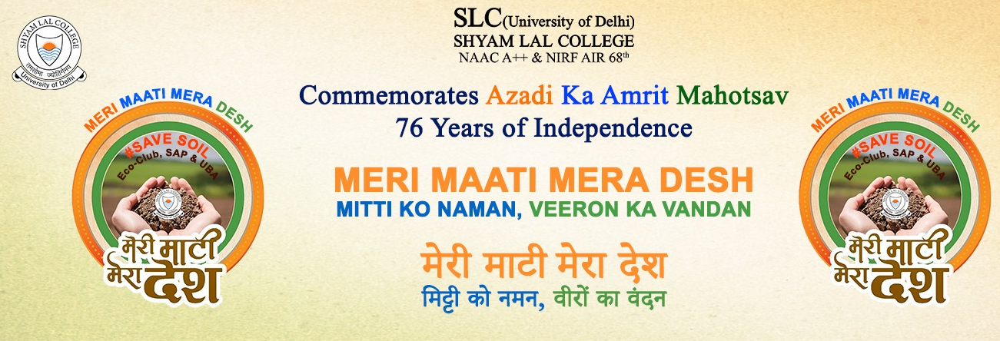 SHYAM LAL COLLEGE
तमसोमा ज्योतिर्गमय
University of Delhi
SLC(University of Delhi)
SHYAM LAL COLLEGE
NAAC A++ & NIRF AIR 68th
Commemorates Azadi Ka Amrit Mahotsav
76 Years of Independence
MERI MAATI MERA DESH
MITTI KO NAMAN, VEERON KA VANDAN
मेरी माटी मेरा देश
मिट्टी को नमन, वीरों का वंदन
MERI MAATI MERA DESH
#SAVE SOIL
Eco-Club, SAP & UBA
मेरी माटी
मेरा देश
MERI MAATI MERA DESH
#SAVE SOIL
Eco-Club, SAP & UBA
मेरी माटी
मेरा देश